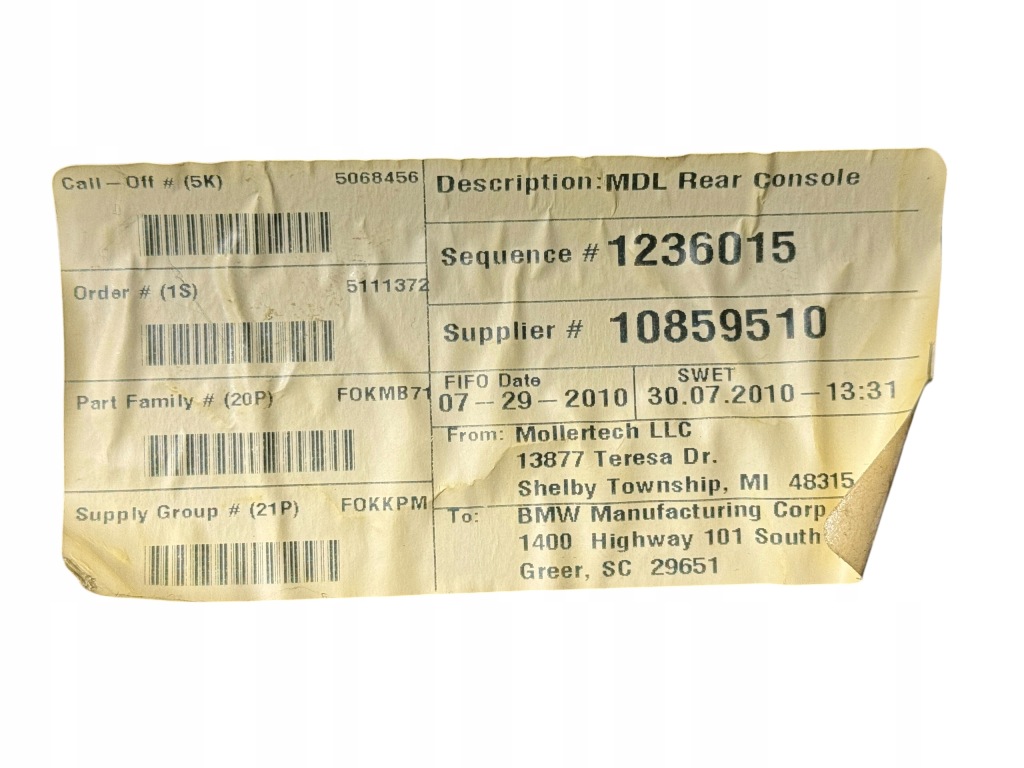 Call-Off # (5K) 5068456
Order # (1S) 5111372
Part Family # (20P) FOKMB71
Supply Group # (21P) FOKKPM
Description:MDL Rear Console
Sequence # 1236015
Supplier # 10859510
FIFO Date
07-29-2010
SWET
30.07.2010-13:31
From: Mollertech LLC
13877 Teresa Dr.
Shelby Township, MI 48315
To: BMW Manufacturing Corp
1400 Highway 101 South
Greer, SC 29651